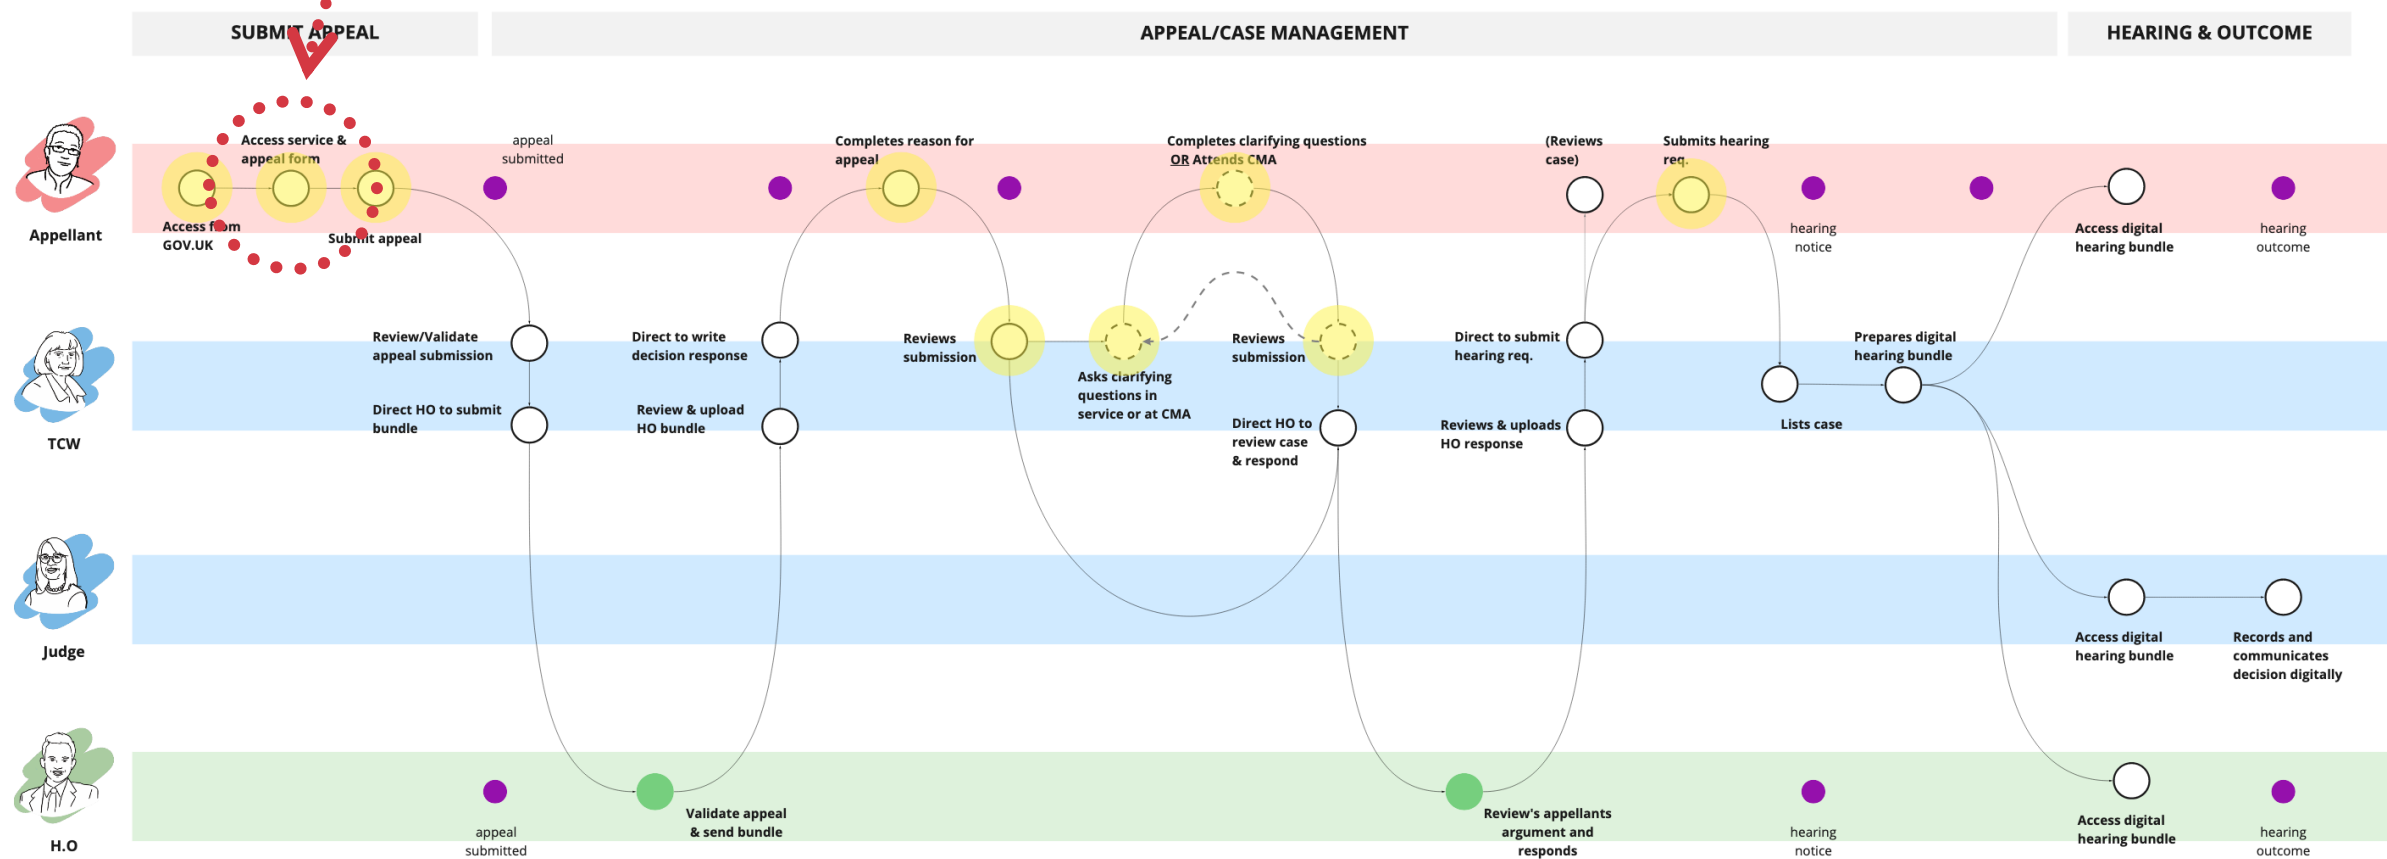 SUBMIT APPEAL
APPEAL/CASE MANAGEMENT
HEARING & OUTCOME
Appellant
Access from
GOV.UK
Access service &
appeal form
Submit appeal
appeal
submitted
Completes reason for
appeal
Completes clarifying questions
OR Attends CMA
(Reviews
case)
Submits hearing
req.
hearing
notice
Access digital
hearing bundle
hearing
outcome
TCW
Review/Validate
appeal submission
Direct HO to submit
bundle
Direct to write
decision response
Review & upload
HO bundle
Reviews
submission
Asks clarifying
questions in
service or at CMA
Reviews
submission
Direct HO to
review case
& respond
Direct to submit
hearing req.
Reviews & uploads
HO response
Lists case
Prepares digital
hearing bundle
Judge
Access digital
hearing bundle
Records and
communicates
decision digitally
H.O
appeal
submitted
Validate appeal
& send bundle
Review's appellants
argument and
responds
hearing
notice
Access digital
hearing bundle
hearing
outcome